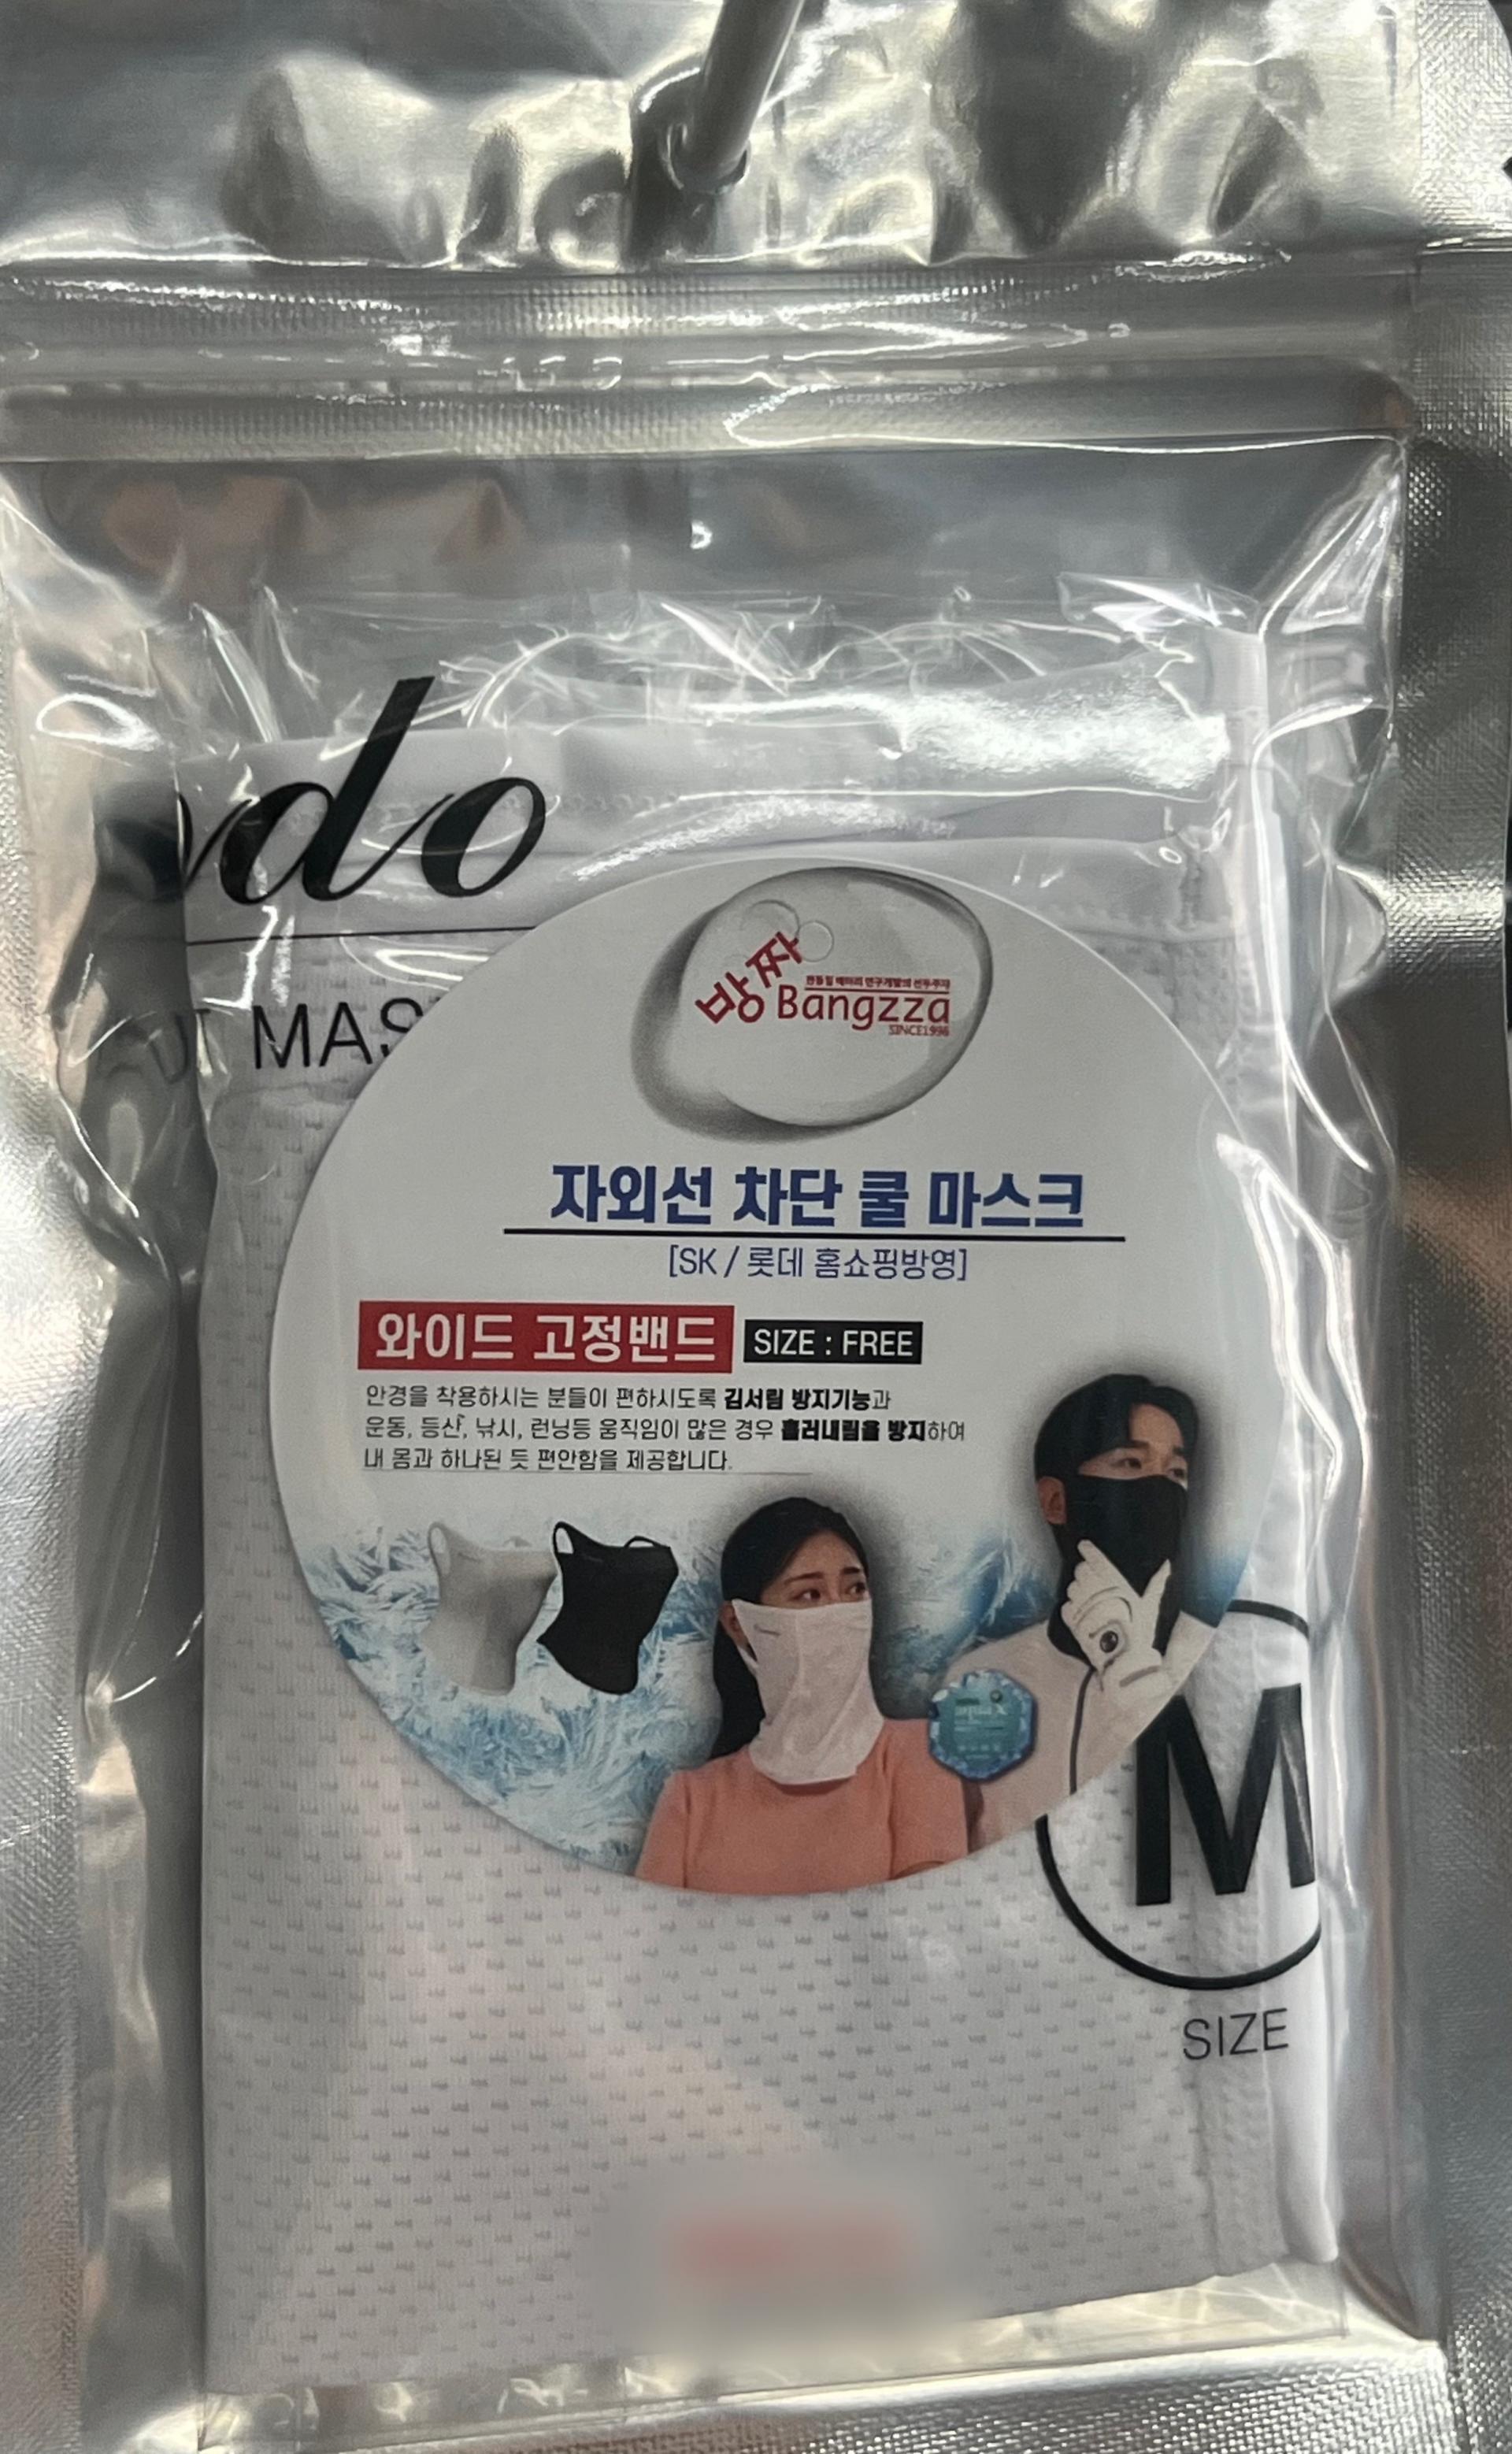 do
MAS
방짜
Bangzza
SINCE1996
자외선 차단 쿨 마스크
[SK / 롯데 홈쇼핑방영]
와이드 고정밴드 SIZE : FREE
안경을 착용하시는 분들이 편하시도록 김서림 방지기능과
운동, 등산, 낚시, 런닝등 움직임이 많은 경우 흘러내림을 방지하여
내 몸과 하나된 듯 편안함을 제공합니다.
M
SIZE